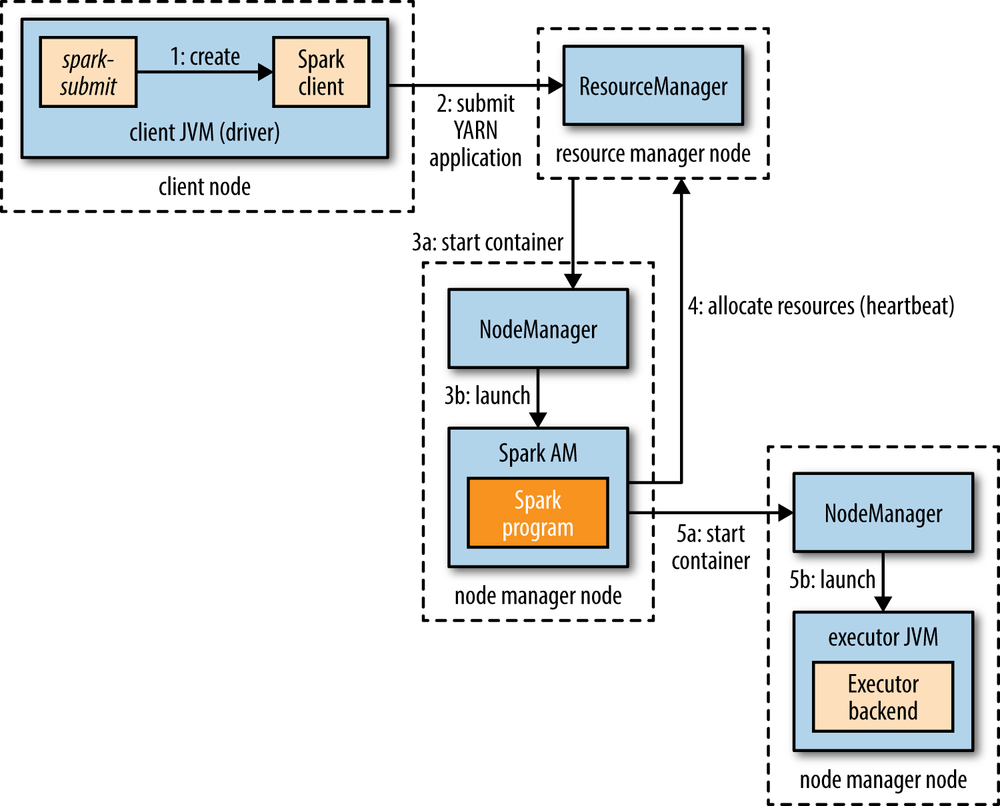 spark-
submit
1: create
Spark
client
client JVM (driver)
client node
2: submit
YARN
application
ResourceManager
resource manager node
3a: start container
4: allocate resources (heartbeat)
NodeManager
3b: launch
Spark AM
Spark
program
node manager node
5a: start
container
NodeManager
5b: launch
executor JVM
Executor
backend
node manager node